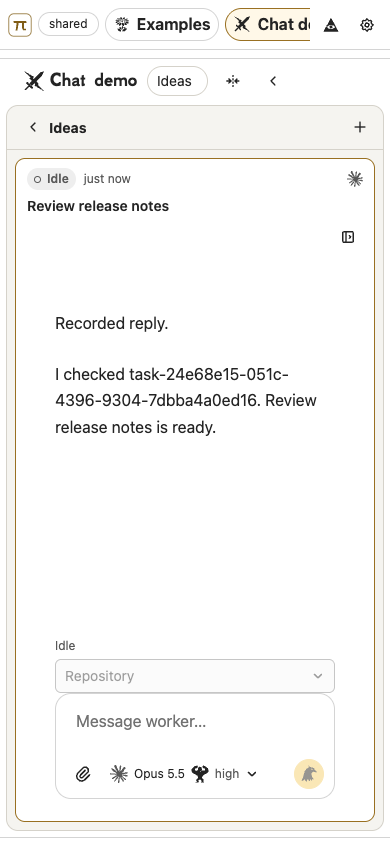 π shared Examples Chat d
Chat demo Ideas
Ideas
Idle just now
Review release notes
Recorded reply.
I checked task-24e68e15-051c-
4396-9304-7dbba4a0ed16. Review
release notes is ready.
Idle
Repository
Message worker...
Opus 5.5 high